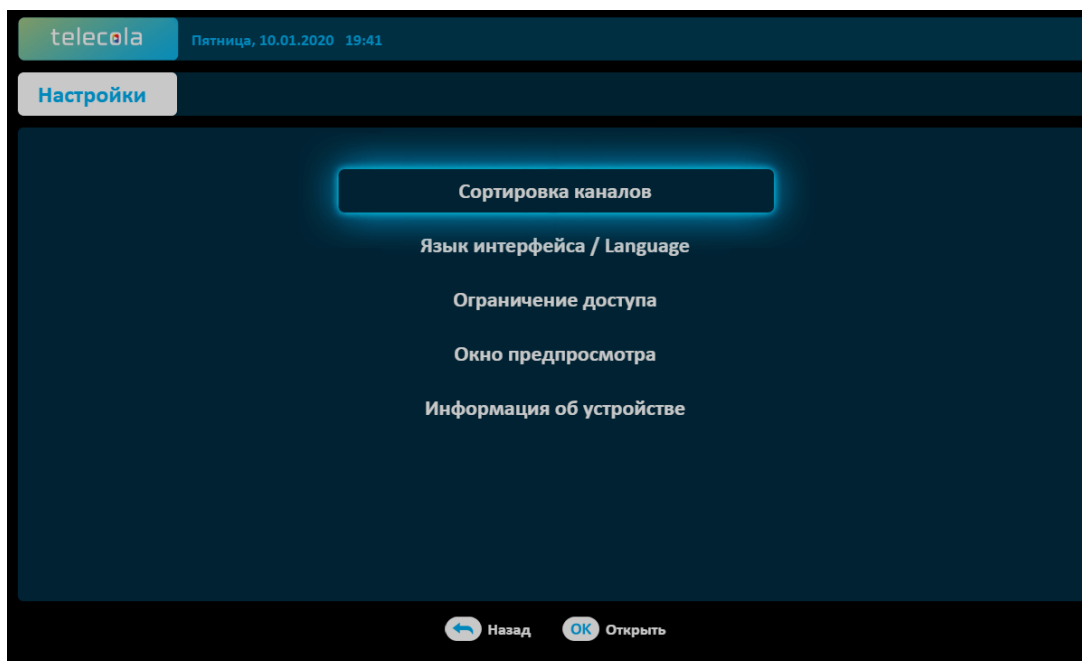 telecola
Пятница, 10.01.2020 19:41
Настройки
Сортировка каналов
Язык интерфейса / Language
Ограничение доступа
Окно предпросмотра
Информация об устройстве
Назад OK Открыть